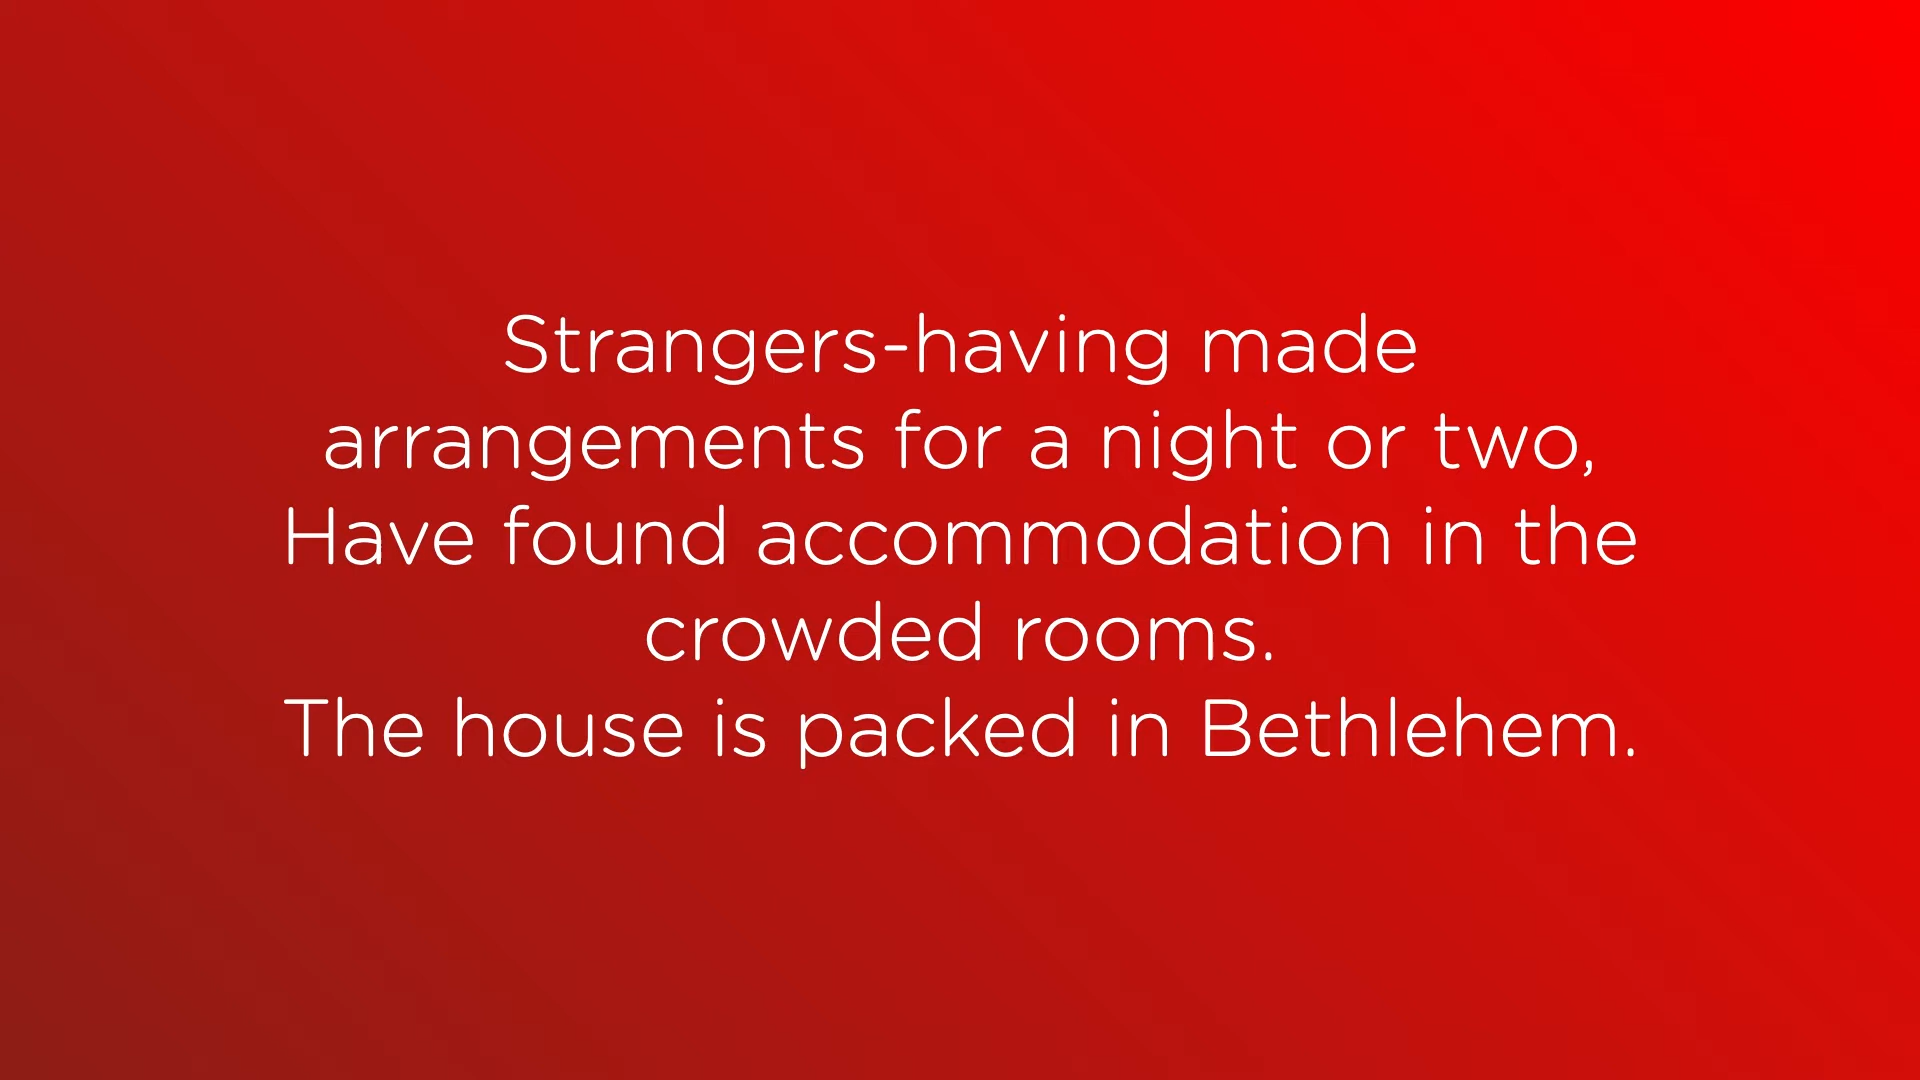 Strangers-having made
arrangements for a night or two,
Have found accommodation in the
crowded rooms.
The house is packed in Bethlehem.